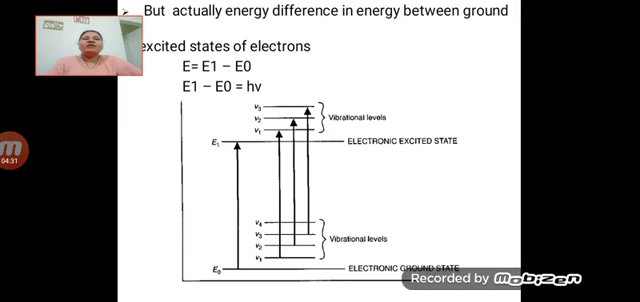 But actually energy difference in energy between ground
excited states of electrons
E= E1 – E0
E1 – E0 = hv
v₃
v₂
v₁
Vibrational levels
E₁
ELECTRONIC EXCITED STATE
04:31
v₄
v₃
v₂
v₁
Vibrational levels
E₀
ELECTRONIC GROUND STATE
Recorded by mobizen